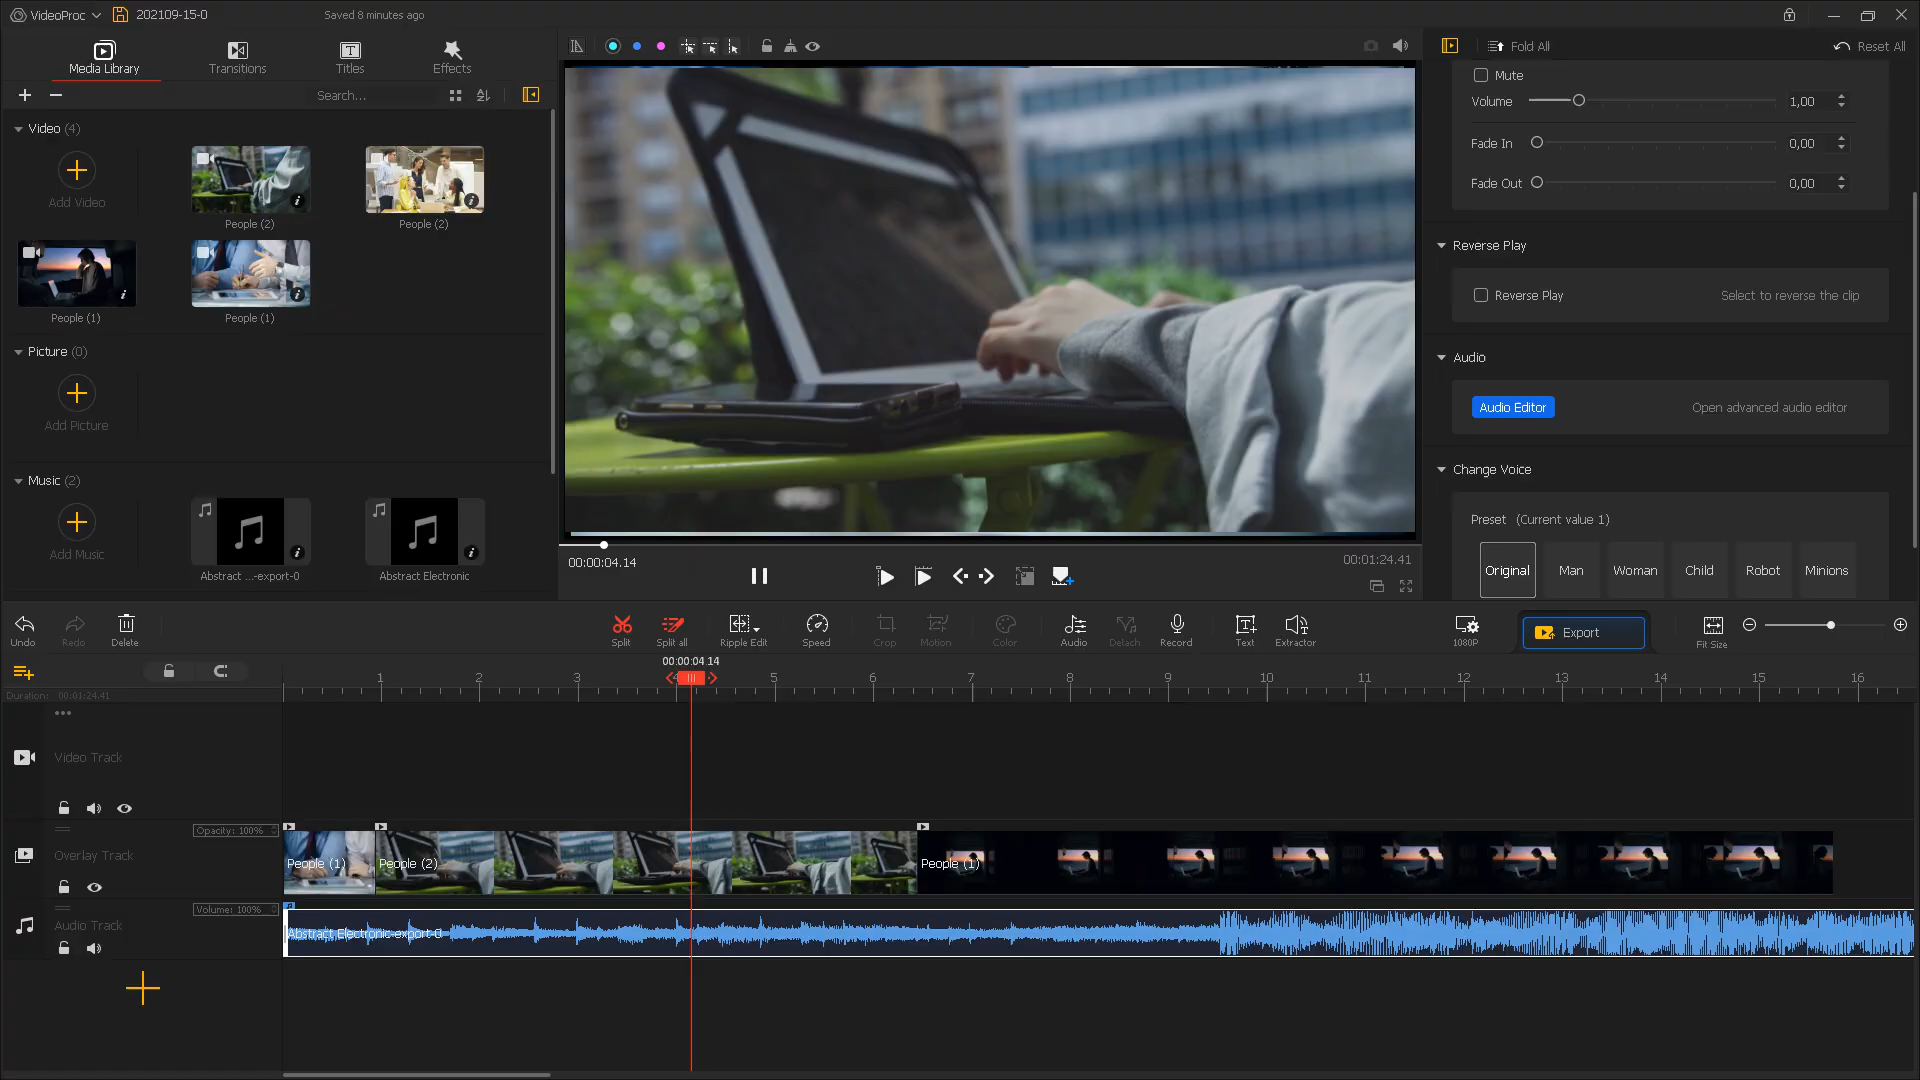 VideoProc
202109-15-0
Saved 8 minutes ago
Media Library
Transitions
Titles
Effects
Search...
Video (4)
Add Video
People (2)
People (2)
People (1)
People (1)
Picture (0)
Add Picture
Music (2)
Add Music
Abstract ...-export-0
Abstract Electronic
00:00:04.14
00:01:24.41
Fold All
Reset All
Mute
Volume
1,00
Fade In
0,00
Fade Out
0,00
Reverse Play
Reverse Play
Select to reverse the clip
Audio
Audio Editor
Open advanced audio editor
Change Voice
Preset (Current value 1)
Original
Man
Woman
Child
Robot
Minions
Undo
Redo
Delete
Split
Split all
Ripple Edit
Speed
Crop
Motion
Color
Audio
Detach
Record
Text
Extractor
1080P
Export
Fit Size
00:00:04.14
1 2 3 4 5 6 7 8 9 10 11 12 13 14 15 16
Duration: 00:01:24.41
Video Track
Opacity: 100%
Overlay Track
People (1)
People (2)
People (1)
Volume: 100%
Audio Track
Abstract Electronic-export-0